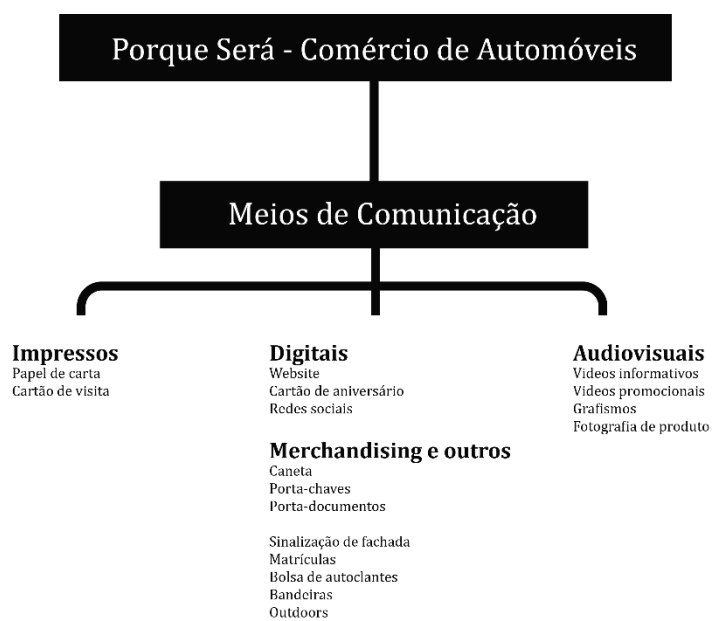 Porque Será - Comércio de Automóveis
Meios de Comunicação
Impressos
Papel de carta
Cartão de visita
Digitais
Website
Cartão de aniversário
Redes sociais
Merchandising e outros
Caneta
Porta-chaves
Porta-documentos
Sinalização de fachada
Matrículas
Bolsa de autoclantes
Bandeiras
Outdoors
Audiovisuais
Videos informativos
Videos promocionais
Grafismos
Fotografia de produto